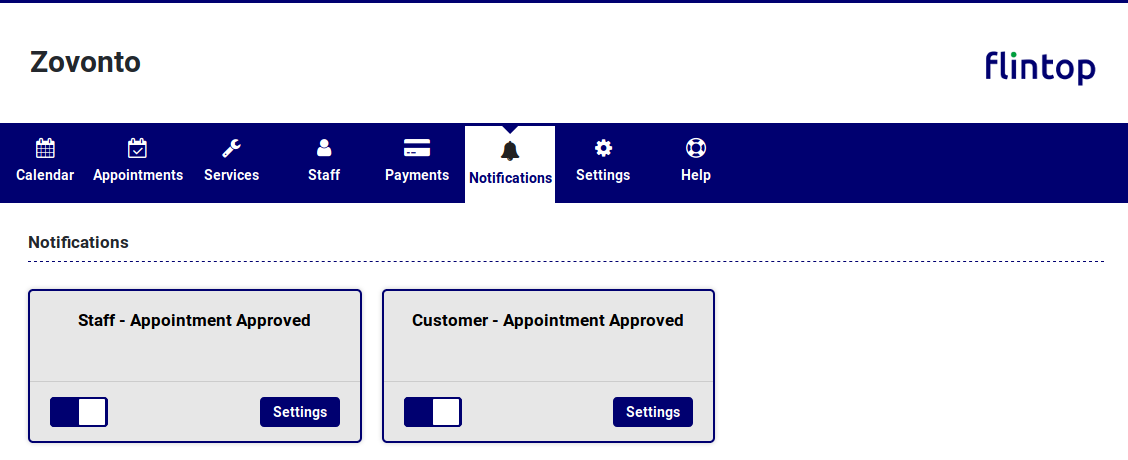 Zovonto
flintop
Calendar Appointments Services Staff Payments Notifications Settings Help
Notifications
Staff - Appointment Approved
Customer - Appointment Approved
Settings
Settings